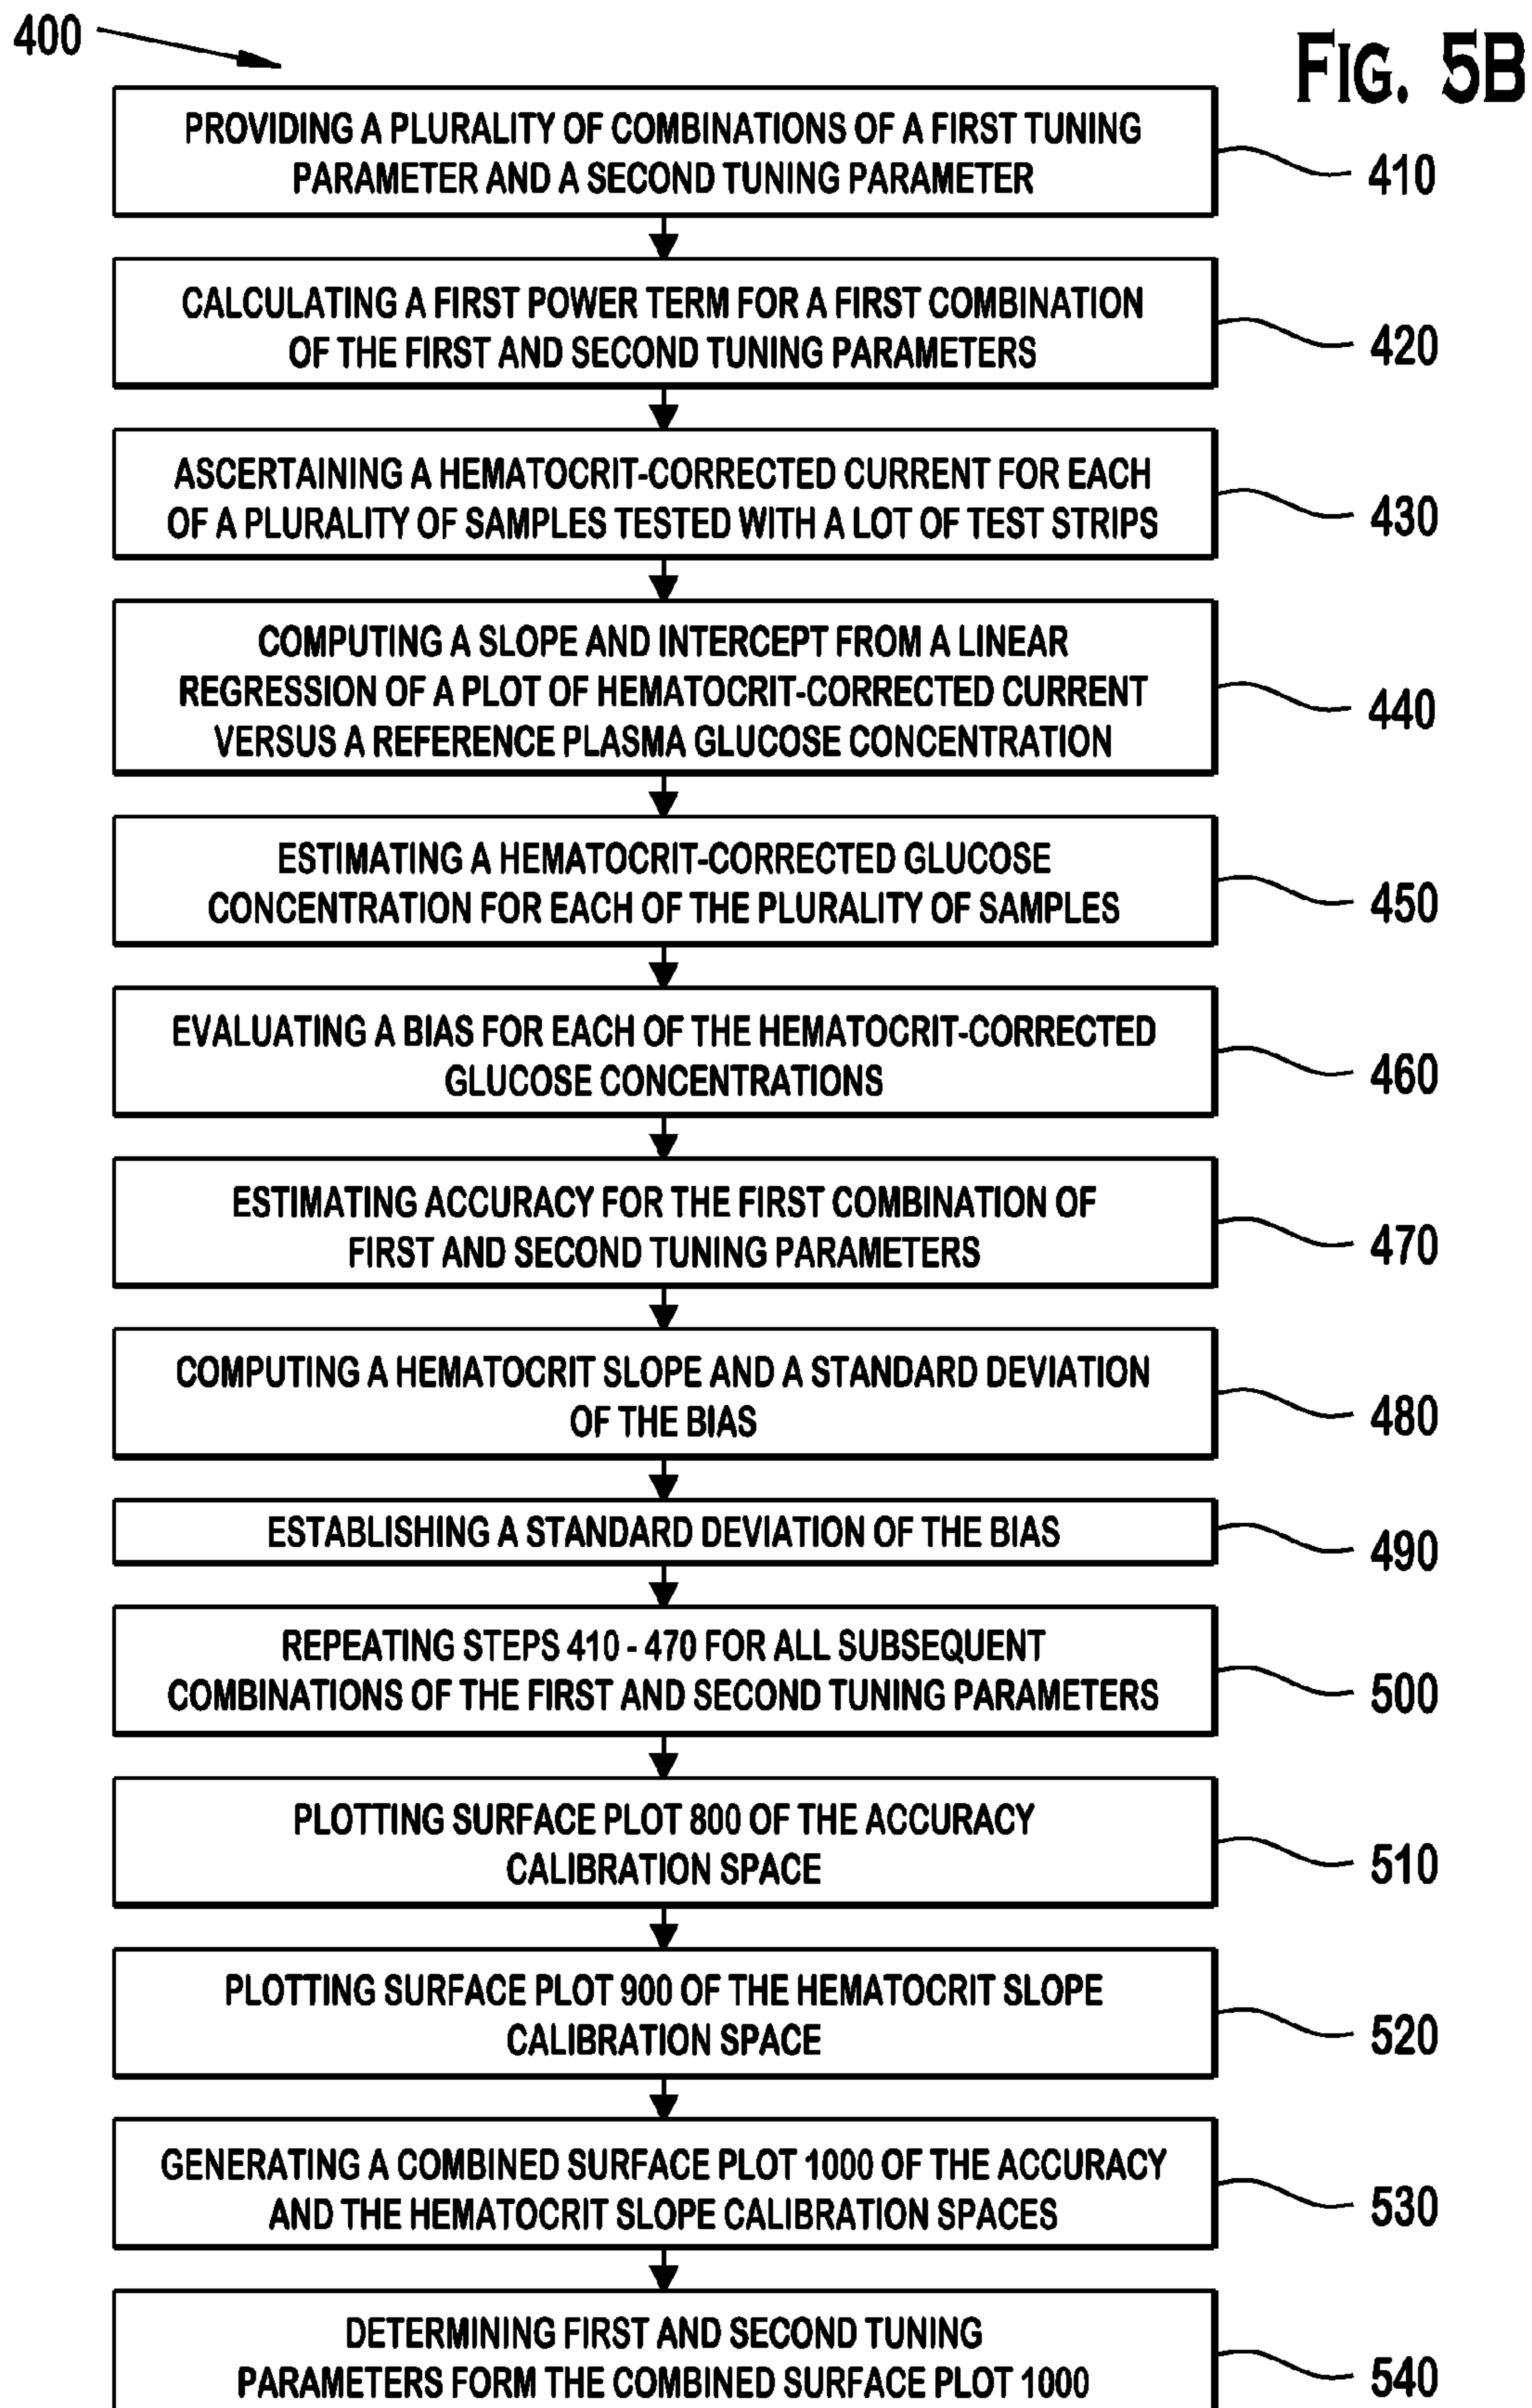 400
FIG. 5B
PROVIDING A PLURALITY OF COMBINATIONS OF A FIRST TUNING
PARAMETER AND A SECOND TUNING PARAMETER
410
CALCULATING A FIRST POWER TERM FOR A FIRST COMBINATION
OF THE FIRST AND SECOND TUNING PARAMETERS
420
ASCERTAINING A HEMATOCRIT-CORRECTED CURRENT FOR EACH
OF A PLURALITY OF SAMPLES TESTED WITH A LOT OF TEST STRIPS
430
COMPUTING A SLOPE AND INTERCEPT FROM A LINEAR
REGRESSION OF A PLOT OF HEMATOCRIT-CORRECTED CURRENT
VERSUS A REFERENCE PLASMA GLUCOSE CONCENTRATION
440
ESTIMATING A HEMATOCRIT-CORRECTED GLUCOSE
CONCENTRATION FOR EACH OF THE PLURALITY OF SAMPLES
450
EVALUATING A BIAS FOR EACH OF THE HEMATOCRIT-CORRECTED
GLUCOSE CONCENTRATIONS
460
ESTIMATING ACCURACY FOR THE FIRST COMBINATION OF
FIRST AND SECOND TUNING PARAMETERS
470
COMPUTING A HEMATOCRIT SLOPE AND A STANDARD DEVIATION
OF THE BIAS
480
ESTABLISHING A STANDARD DEVIATION OF THE BIAS
490
REPEATING STEPS 410 - 470 FOR ALL SUBSEQUENT
COMBINATIONS OF THE FIRST AND SECOND TUNING PARAMETERS
500
PLOTTING SURFACE PLOT 800 OF THE ACCURACY
CALIBRATION SPACE
510
PLOTTING SURFACE PLOT 900 OF THE HEMATOCRIT SLOPE
CALIBRATION SPACE
520
GENERATING A COMBINED SURFACE PLOT 1000 OF THE ACCURACY
AND THE HEMATOCRIT SLOPE CALIBRATION SPACES
530
DETERMINING FIRST AND SECOND TUNING
PARAMETERS FORM THE COMBINED SURFACE PLOT 1000
540